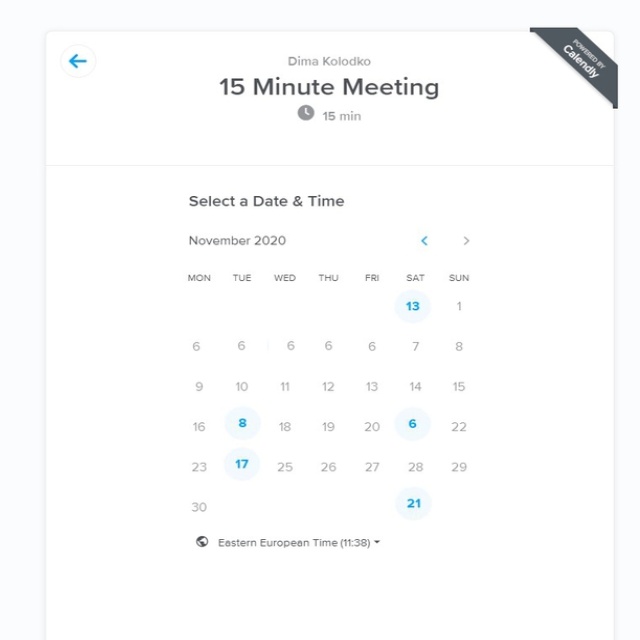 POWERED BY
Calendly
Dima Kolodko
15 Minute Meeting
15 min
Select a Date & Time
November 2020
MON TUE WED THU FRI SAT SUN
13 1
6 6 6 6 6 7 8
9 10 11 12 13 14 15
16 8 18 19 20 6 22
23 17 25 26 27 28 29
30 21
Eastern European Time (11:38)